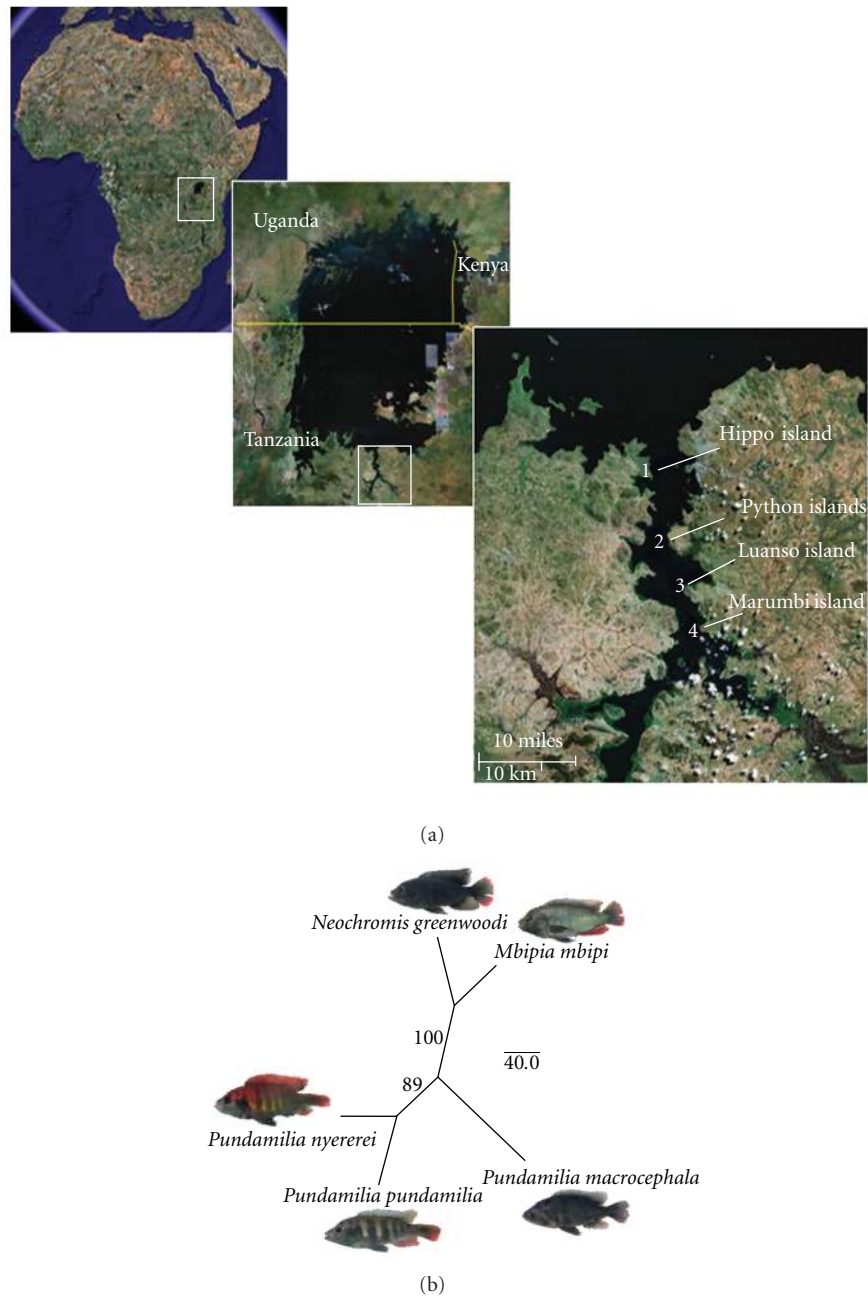 Uganda
Kenya
Tanzania
Hippo island
1
Python islands
2
Luanso island
3
Marumbi island
4
10 miles
10 km
(a)
Neochromis greenwoodi
Mbipia mbipi
100
40.0
89
Pundamilia nyererei
Pundamilia macrocephala
Pundamilia pundamilia
(b)